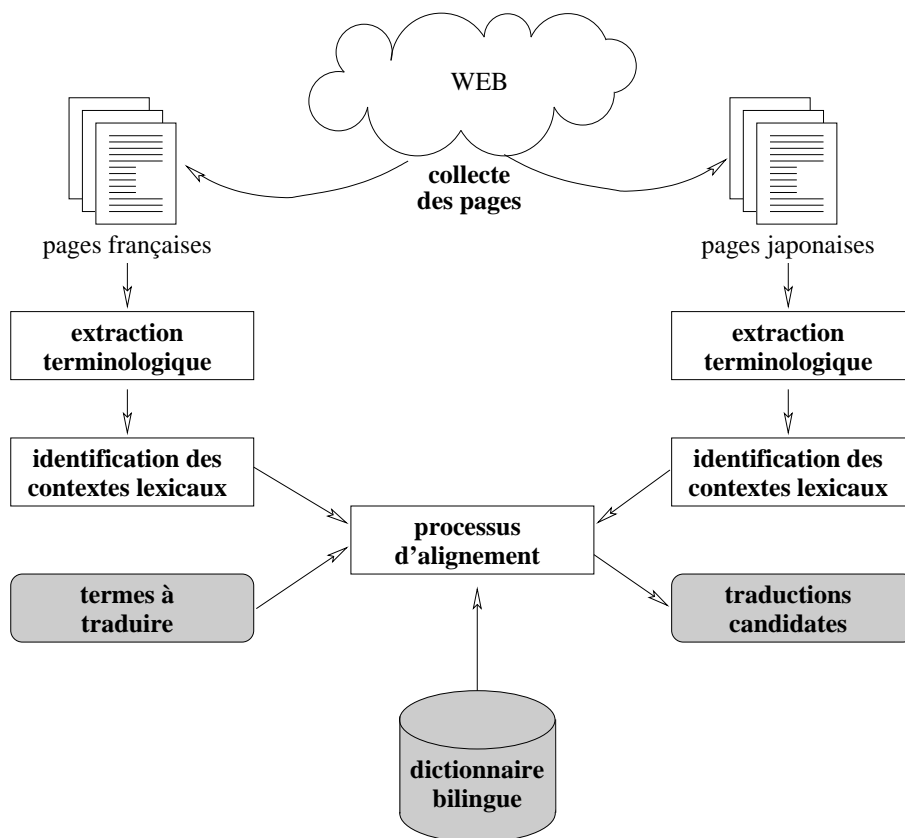 WEB
collecte
des pages
pages françaises
pages japonaises
extraction
terminologique
extraction
terminologique
identification des
contextes lexicaux
identification des
contextes lexicaux
processus
d'alignement
termes à
traduire
traductions
candidates
dictionnaire
bilingue